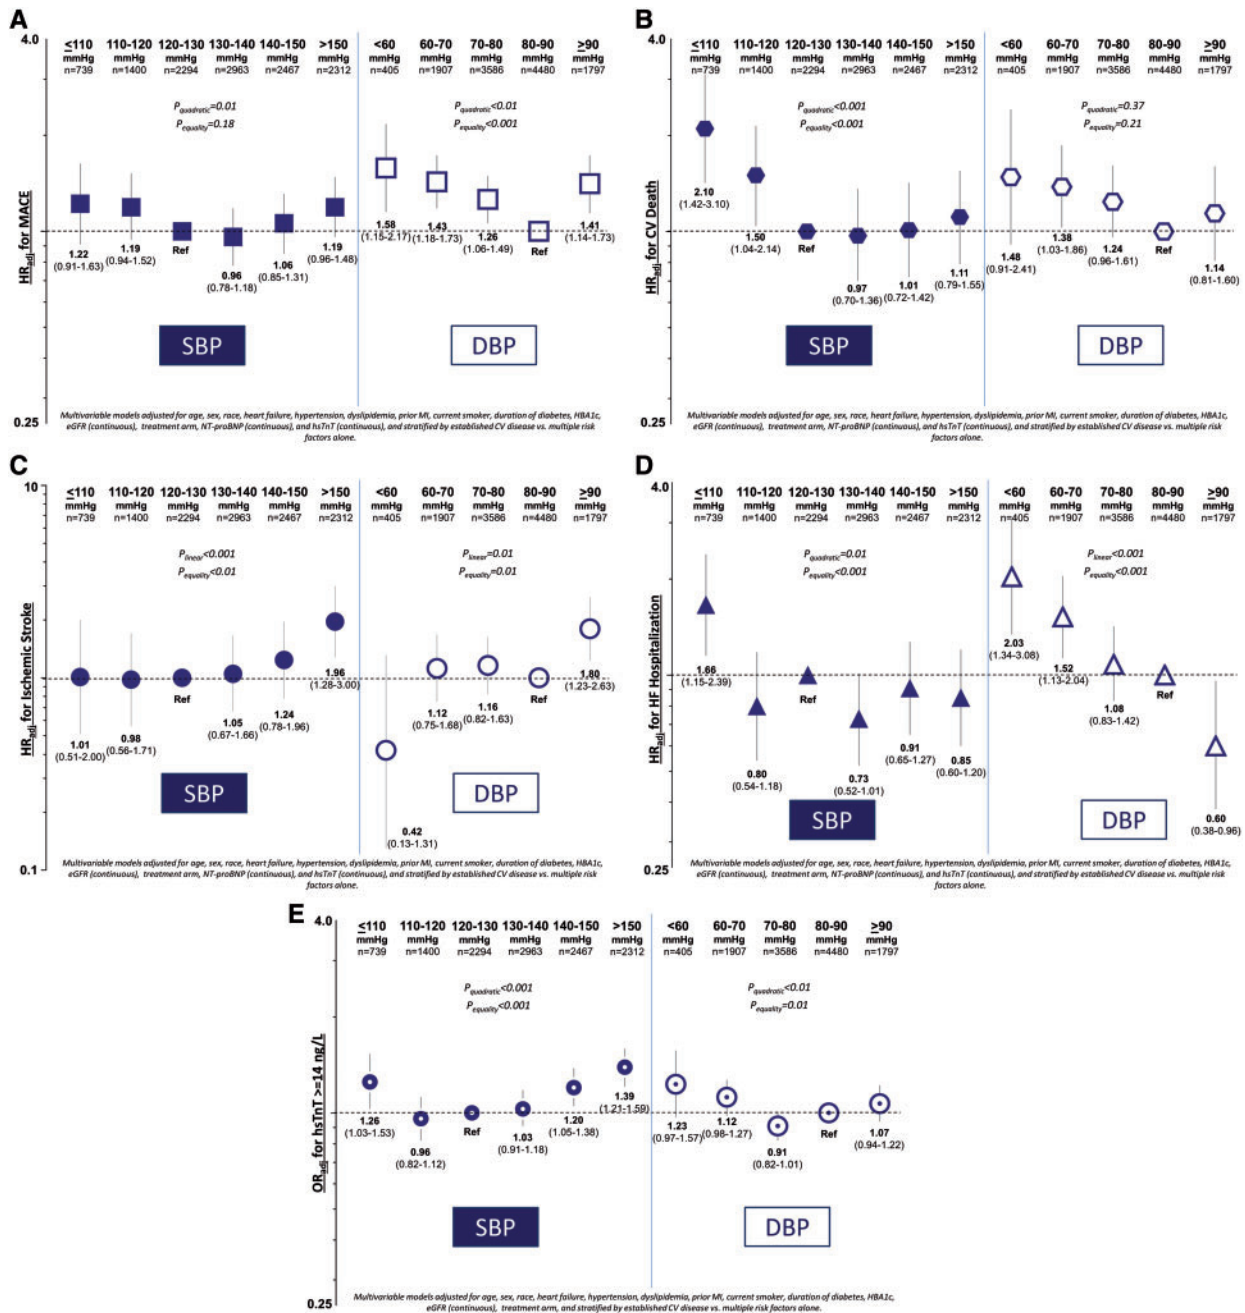 A
4.0
≤110 110-120 120-130 130-140 140-150 >150 <60 60-70 70-80 80-90 ≥90
mmHg mmHg mmHg mmHg mmHg mmHg mmHg mmHg mmHg mmHg mmHg
n=739 n=1400 n=2294 n=2963 n=2467 n=2312 n=405 n=1907 n=3586 n=4480 n=1797
Pquadratic=0.01 Pquadratic<0.01
Pequality=0.18 Pequality<0.001
HRadj for MACE
1.22 1.19 Ref 0.96 1.06 1.19 1.58 1.43 1.26 Ref 1.41
(0.91-1.63) (0.94-1.52) (0.78-1.18) (0.85-1.31) (0.96-1.48) (1.15-2.17) (1.18-1.73) (1.06-1.49) (1.14-1.73)
SBP DBP
0.25
Multivariable models adjusted for age, sex, race, heart failure, hypertension, dyslipidemia, prior MI, current smoker, duration of diabetes, HBA1c,
eGFR (continuous), treatment arm, NT-proBNP (continuous), and hsTnT (continuous), and stratified by established CV disease vs. multiple risk
factors alone.
B
4.0
≤110 110-120 120-130 130-140 140-150 >150 <60 60-70 70-80 80-90 ≥90
mmHg mmHg mmHg mmHg mmHg mmHg mmHg mmHg mmHg mmHg mmHg
n=739 n=1400 n=2294 n=2963 n=2467 n=2312 n=405 n=1907 n=3586 n=4480 n=1797
Pquadratic<0.001 Pquadratic=0.37
Pequality<0.001 Pequality=0.21
HRadj for CV Death
2.10 1.50 Ref 0.97 1.01 1.11 1.48 1.38 1.24 Ref 1.14
(1.42-3.10) (1.04-2.14) (0.70-1.36) (0.72-1.42) (0.79-1.55) (0.91-2.41) (1.03-1.86) (0.96-1.61) (0.81-1.60)
SBP DBP
0.25
Multivariable models adjusted for age, sex, race, heart failure, hypertension, dyslipidemia, prior MI, current smoker, duration of diabetes, HBA1c,
eGFR (continuous), treatment arm, NT-proBNP (continuous), and hsTnT (continuous), and stratified by established CV disease vs. multiple risk
factors alone.
C
10
≤110 110-120 120-130 130-140 140-150 >150 <60 60-70 70-80 80-90 ≥90
mmHg mmHg mmHg mmHg mmHg mmHg mmHg mmHg mmHg mmHg mmHg
n=739 n=1400 n=2294 n=2963 n=2467 n=2312 n=405 n=1907 n=3586 n=4480 n=1797
Plinear<0.001 Plinear=0.01
Pequality<0.01 Pequality=0.01
HRadj for Ischemic Stroke
1.01 0.98 Ref 1.05 1.24 1.96 0.42 1.12 1.16 Ref 1.80
(0.51-2.00) (0.56-1.71) (0.67-1.66) (0.78-1.96) (1.28-3.00) (0.13-1.31) (0.75-1.68) (0.82-1.63) (1.23-2.63)
SBP DBP
0.1
Multivariable models adjusted for age, sex, race, heart failure, hypertension, dyslipidemia, prior MI, current smoker, duration of diabetes, HBA1c,
eGFR (continuous), treatment arm, NT-proBNP (continuous), and hsTnT (continuous), and stratified by established CV disease vs. multiple risk
factors alone.
D
4.0
≤110 110-120 120-130 130-140 140-150 >150 <60 60-70 70-80 80-90 ≥90
mmHg mmHg mmHg mmHg mmHg mmHg mmHg mmHg mmHg mmHg mmHg
n=739 n=1400 n=2294 n=2963 n=2467 n=2312 n=405 n=1907 n=3586 n=4480 n=1797
Pquadratic=0.01 Plinear<0.001
Pequality<0.001 Pequality<0.001
HRadj for HF Hospitalization
1.66 0.80 Ref 0.73 0.91 0.85 2.03 1.52 1.08 Ref 0.60
(1.15-2.39) (0.54-1.18) (0.52-1.01) (0.65-1.27) (0.60-1.20) (1.34-3.08) (1.13-2.04) (0.83-1.42) (0.38-0.96)
SBP DBP
0.25
Multivariable models adjusted for age, sex, race, heart failure, hypertension, dyslipidemia, prior MI, current smoker, duration of diabetes, HBA1c,
eGFR (continuous), treatment arm, NT-proBNP (continuous), and hsTnT (continuous), and stratified by established CV disease vs. multiple risk
factors alone.
E
4.0
≤110 110-120 120-130 130-140 140-150 >150 <60 60-70 70-80 80-90 ≥90
mmHg mmHg mmHg mmHg mmHg mmHg mmHg mmHg mmHg mmHg mmHg
n=739 n=1400 n=2294 n=2963 n=2467 n=2312 n=405 n=1907 n=3586 n=4480 n=1797
Pquadratic<0.001 Pquadratic<0.01
Pequality<0.001 Pequality=0.01
ORadj for hsTnT >=14 ng/L
1.26 0.96 Ref 1.03 1.20 1.39 1.23 1.12 0.91 Ref 1.07
(1.03-1.53) (0.82-1.12) (0.91-1.18) (1.05-1.38) (1.21-1.59) (0.97-1.57) (0.98-1.27) (0.82-1.01) (0.94-1.22)
SBP DBP
0.25
Multivariable models adjusted for age, sex, race, heart failure, hypertension, dyslipidemia, prior MI, current smoker, duration of diabetes, HBA1c,
eGFR (continuous), treatment arm, and stratified by established CV disease vs. multiple risk factors alone.